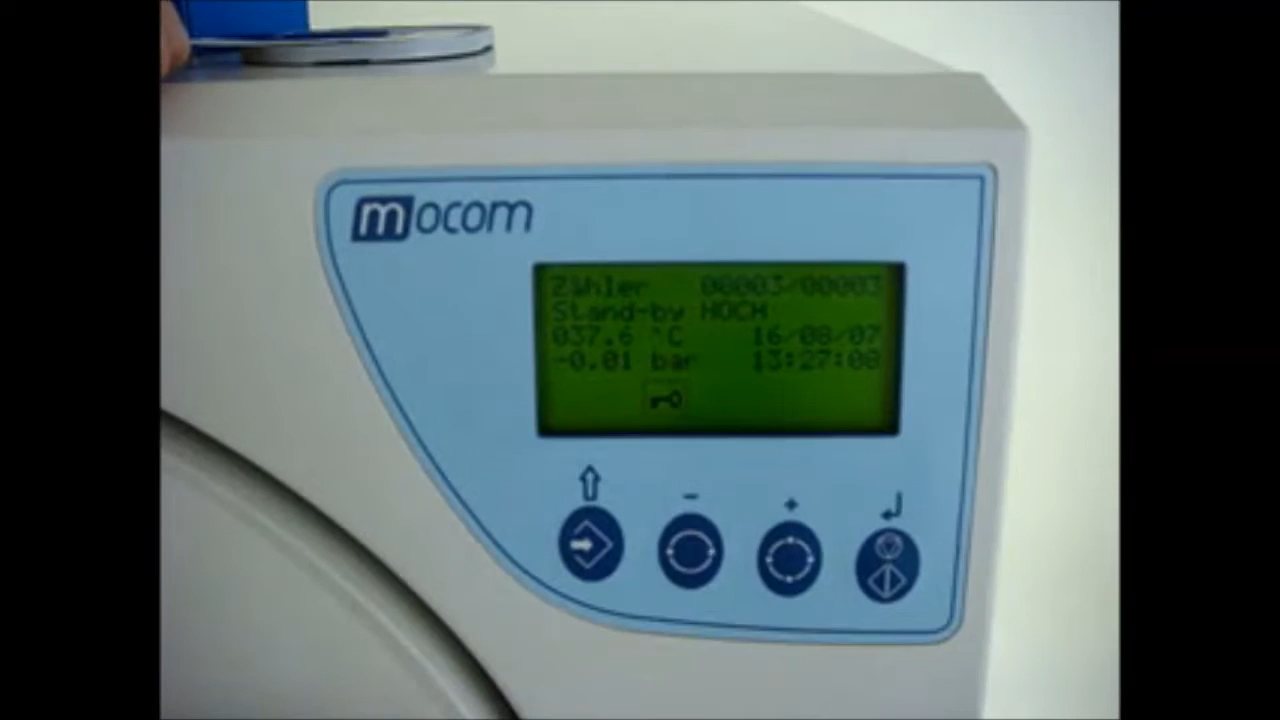 mocom
Zähler 00003/00003
Stand-by HOCH
037.6 °C 16/08/07
-0.01 bar 13:27:08
- +